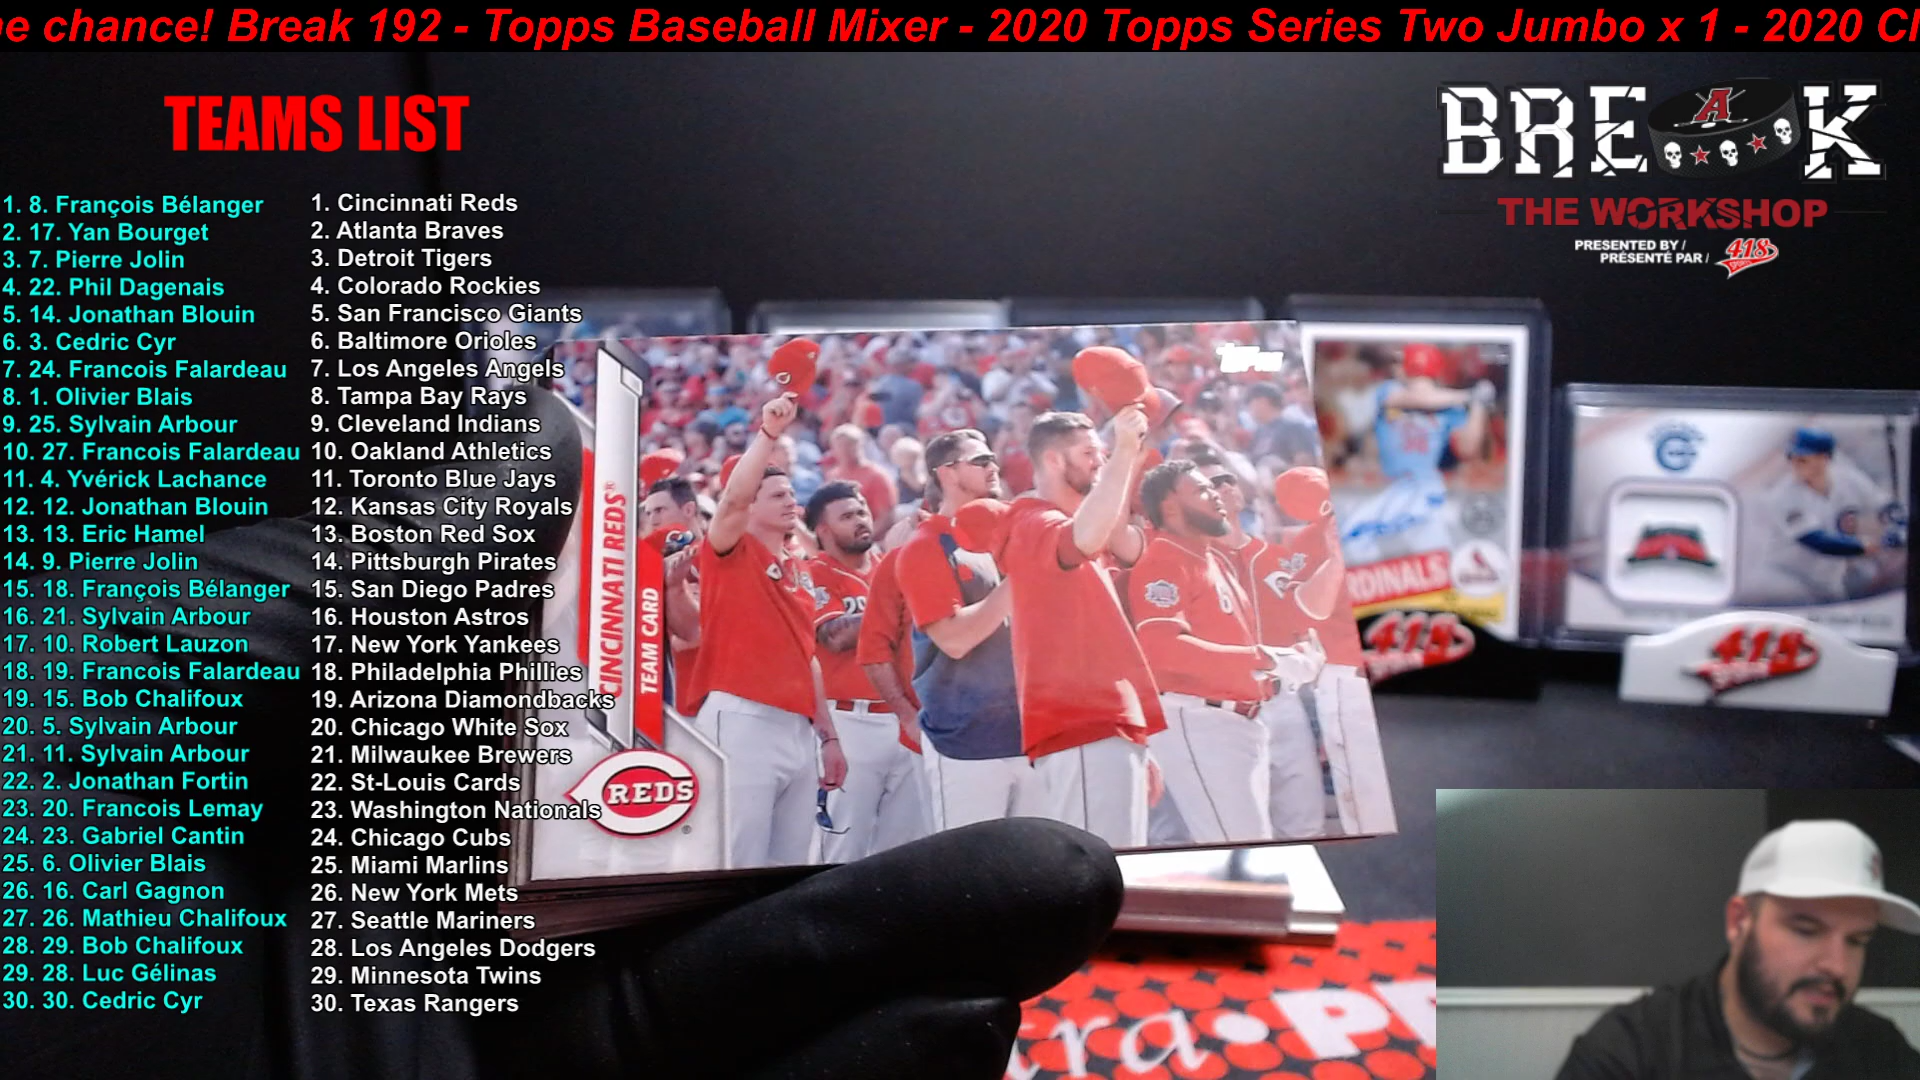 e chance! Break 192 - Topps Baseball Mixer - 2020 Topps Series Two Jumbo x 1 - 2020 C
TEAMS LIST
BREAK
A
THE WORKSHOP
PRESENTED BY /
PRÉSENTÉ PAR /
418
1. 8. François Bélanger
2. 17. Yan Bourget
3. 7. Pierre Jolin
4. 22. Phil Dagenais
5. 14. Jonathan Blouin
6. 3. Cedric Cyr
7. 24. Francois Falardeau
8. 1. Olivier Blais
9. 25. Sylvain Arbour
10. 27. Francois Falardeau
11. 4. Yvérick Lachance
12. 12. Jonathan Blouin
13. 13. Eric Hamel
14. 9. Pierre Jolin
15. 18. François Bélanger
16. 21. Sylvain Arbour
17. 10. Robert Lauzon
18. 19. Francois Falardeau
19. 15. Bob Chalifoux
20. 5. Sylvain Arbour
21. 11. Sylvain Arbour
22. 2. Jonathan Fortin
23. 20. Francois Lemay
24. 23. Gabriel Cantin
25. 6. Olivier Blais
26. 16. Carl Gagnon
27. 26. Mathieu Chalifoux
28. 29. Bob Chalifoux
29. 28. Luc Gélinas
30. 30. Cedric Cyr
1. Cincinnati Reds
2. Atlanta Braves
3. Detroit Tigers
4. Colorado Rockies
5. San Francisco Giants
6. Baltimore Orioles
7. Los Angeles Angels
8. Tampa Bay Rays
9. Cleveland Indians
10. Oakland Athletics
11. Toronto Blue Jays
12. Kansas City Royals
13. Boston Red Sox
14. Pittsburgh Pirates
15. San Diego Padres
16. Houston Astros
17. New York Yankees
18. Philadelphia Phillies
19. Arizona Diamondbacks
20. Chicago White Sox
21. Milwaukee Brewers
22. St-Louis Cards
23. Washington Nationals
24. Chicago Cubs
25. Miami Marlins
26. New York Mets
27. Seattle Mariners
28. Los Angeles Dodgers
29. Minnesota Twins
30. Texas Rangers
topps
CINCINNATI REDS®
TEAM CARD
REDS
RDINALS
418
418